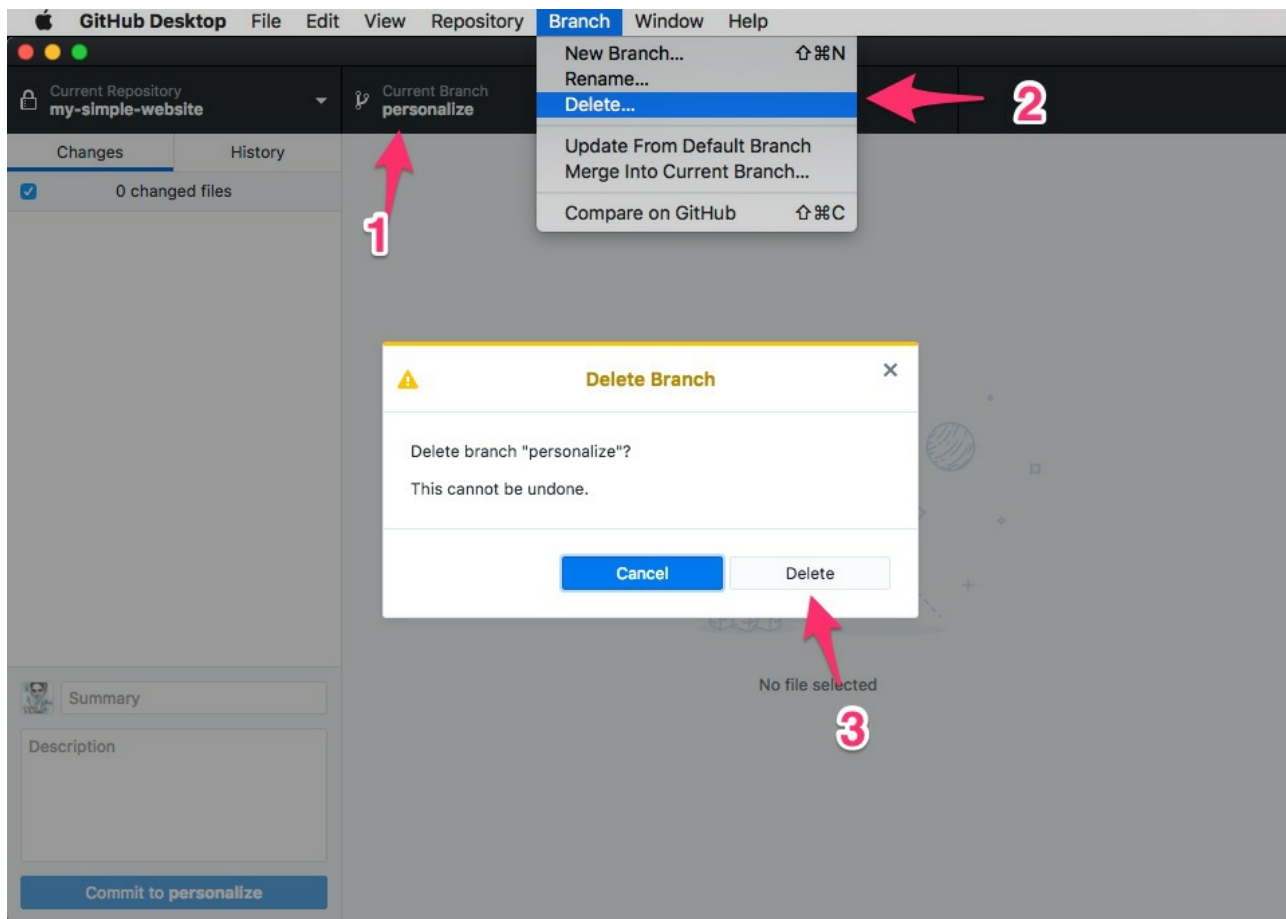 GitHub Desktop File Edit View Repository Branch Window Help
New Branch... ⇧⌘N
Rename...
Delete...
Update From Default Branch
Merge Into Current Branch...
Compare on GitHub ⇧⌘C
Current Repository
my-simple-website
Current Branch
personalize
2
Changes History
0 changed files
1
Delete Branch
Delete branch "personalize"?
This cannot be undone.
Cancel Delete
No file selected
3
Summary
Description
Commit to personalize